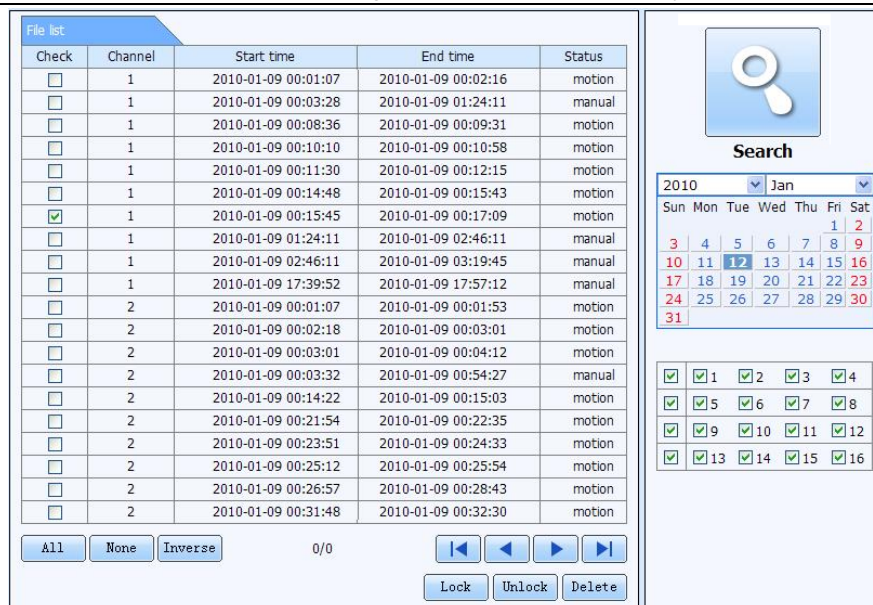 File list
Check Channel Start time End time Status
1 2010-01-09 00:01:07 2010-01-09 00:02:16 motion
1 2010-01-09 00:03:28 2010-01-09 01:24:11 manual
1 2010-01-09 00:08:36 2010-01-09 00:09:31 motion
1 2010-01-09 00:10:10 2010-01-09 00:10:58 motion
1 2010-01-09 00:11:30 2010-01-09 00:12:15 motion
1 2010-01-09 00:14:48 2010-01-09 00:15:43 motion
1 2010-01-09 00:15:45 2010-01-09 00:17:09 motion
1 2010-01-09 01:24:11 2010-01-09 02:46:11 manual
1 2010-01-09 02:46:11 2010-01-09 03:19:45 manual
1 2010-01-09 17:39:52 2010-01-09 17:57:12 manual
2 2010-01-09 00:01:07 2010-01-09 00:01:53 motion
2 2010-01-09 00:02:18 2010-01-09 00:03:01 motion
2 2010-01-09 00:03:01 2010-01-09 00:04:12 motion
2 2010-01-09 00:03:32 2010-01-09 00:54:27 manual
2 2010-01-09 00:14:22 2010-01-09 00:15:03 motion
2 2010-01-09 00:21:54 2010-01-09 00:22:35 motion
2 2010-01-09 00:23:51 2010-01-09 00:24:33 motion
2 2010-01-09 00:25:12 2010-01-09 00:25:54 motion
2 2010-01-09 00:26:57 2010-01-09 00:28:43 motion
2 2010-01-09 00:31:48 2010-01-09 00:32:30 motion
All None Inverse 0/0
Lock Unlock Delete
Search
2010 Jan
Sun Mon Tue Wed Thu Fri Sat
1 2
3 4 5 6 7 8 9
10 11 12 13 14 15 16
17 18 19 20 21 22 23
24 25 26 27 28 29 30
31
1 2 3 4
5 6 7 8
9 10 11 12
13 14 15 16